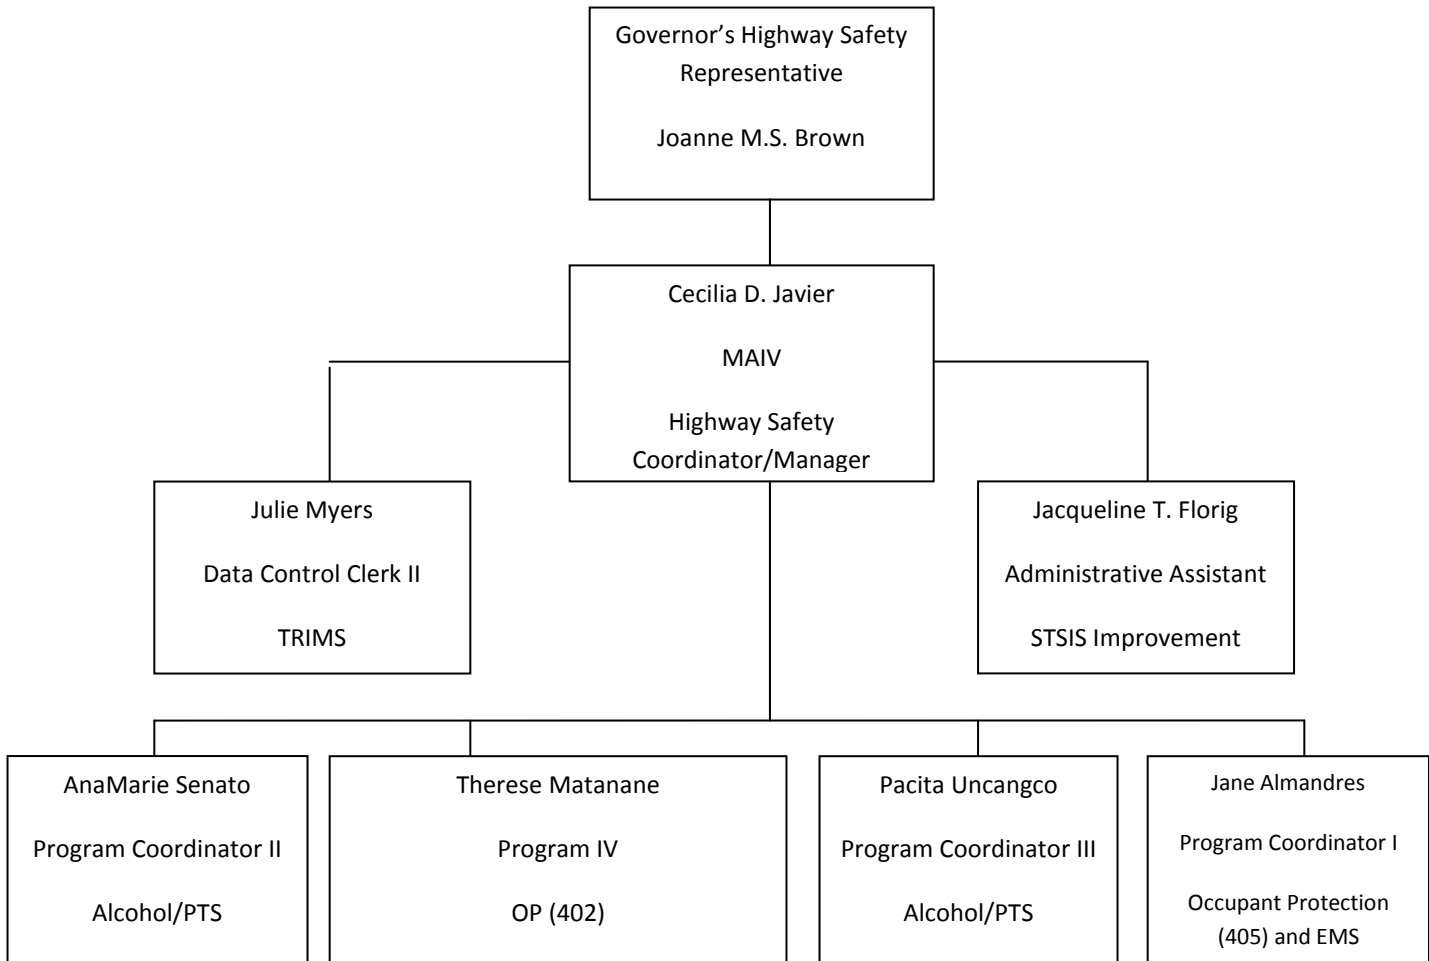 Governor’s Highway Safety
Representative
Joanne M.S. Brown
Cecilia D. Javier
MAIV
Highway Safety
Coordinator/Manager
Julie Myers
Data Control Clerk II
TRIMS
Jacqueline T. Florig
Administrative Assistant
STSIS Improvement
AnaMarie Senato
Program Coordinator II
Alcohol/PTS
Therese Matanane
Program IV
OP (402)
Pacita Uncangco
Program Coordinator III
Alcohol/PTS
Jane Almandres
Program Coordinator I
Occupant Protection
(405) and EMS